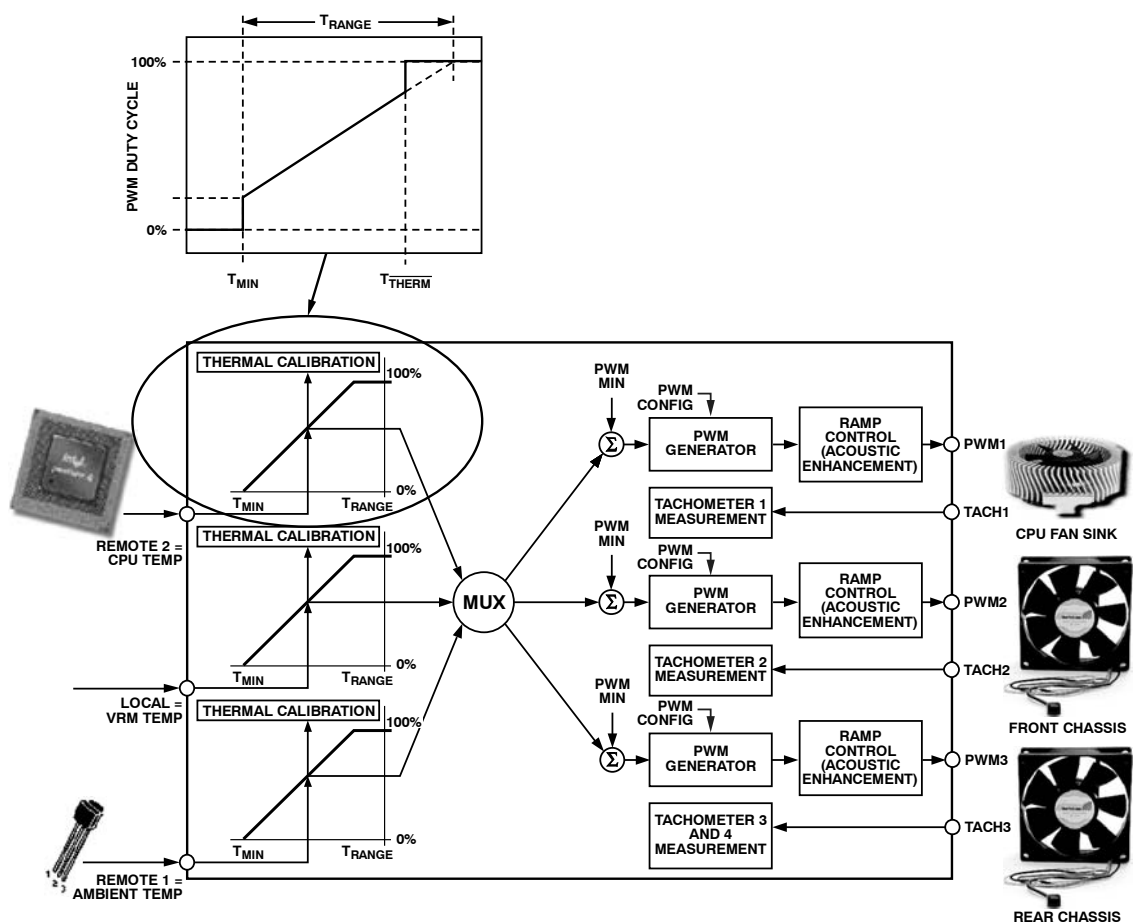 T_RANGE
100%
PWM DUTY CYCLE
0%
T_MIN
T_THERM
THERMAL CALIBRATION
100%
T_MIN
T_RANGE
0%
REMOTE 2 =
CPU TEMP
THERMAL CALIBRATION
100%
T_MIN
T_RANGE
0%
LOCAL =
VRM TEMP
THERMAL CALIBRATION
100%
T_MIN
T_RANGE
0%
REMOTE 1 =
AMBIENT TEMP
1 2 3
intel
MUX
PWM
MIN
Σ
PWM
CONFIG
PWM
GENERATOR
RAMP
CONTROL
(ACOUSTIC
ENHANCEMENT)
PWM1
TACHOMETER 1
MEASUREMENT
TACH1
CPU FAN SINK
PWM
MIN
Σ
PWM
CONFIG
PWM
GENERATOR
RAMP
CONTROL
(ACOUSTIC
ENHANCEMENT)
PWM2
TACHOMETER 2
MEASUREMENT
TACH2
FRONT CHASSIS
PWM
MIN
Σ
PWM
CONFIG
PWM
GENERATOR
RAMP
CONTROL
(ACOUSTIC
ENHANCEMENT)
PWM3
TACHOMETER 3
AND 4
MEASUREMENT
TACH3
REAR CHASSIS